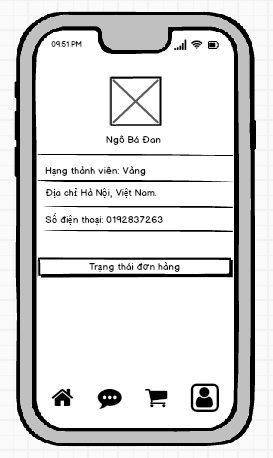 09:51 PM
Ngô Bá Đan
Hạng thành viên: Vàng
Địa chỉ: Hà Nội, Việt Nam.
Số điện thoại: 0192837263
Trạng thái đơn hàng